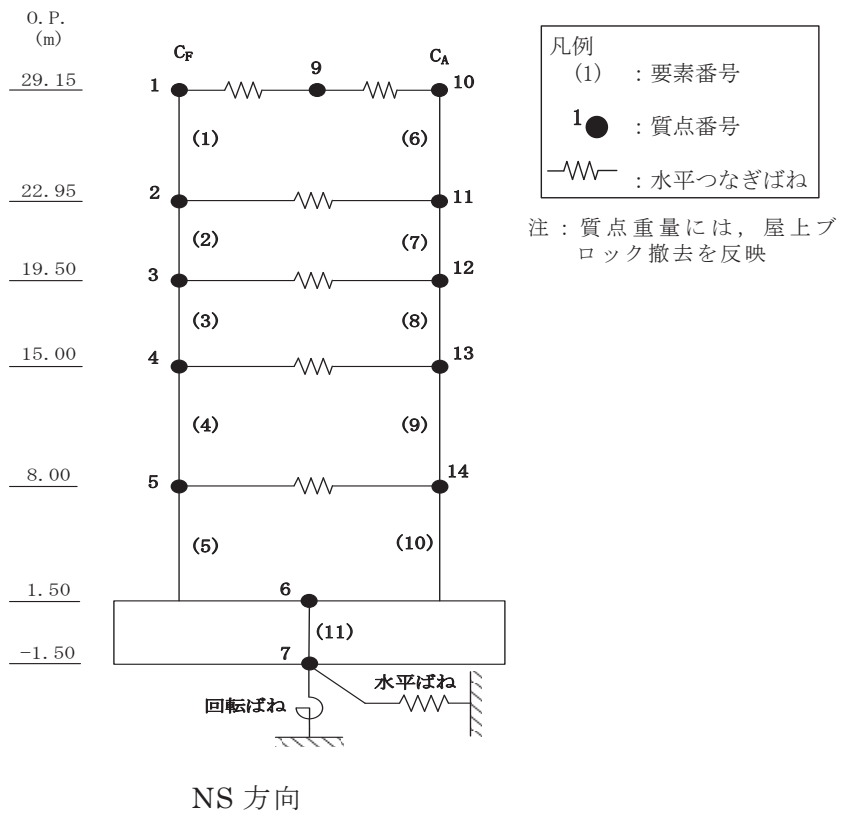 O.P.
(m)
C_F
C_A
29.15
1
9
10
(1)
(6)
22.95
2
11
(2)
(7)
19.50
3
12
(3)
(8)
15.00
4
13
(4)
(9)
8.00
5
14
(5)
(10)
1.50
6
(11)
-1.50
7
水平ばね
回転ばね
凡例
(1) ：要素番号
1 ：質点番号
：水平つなぎばね
注：質点重量には，屋上ブ
ロック撤去を反映
NS 方向